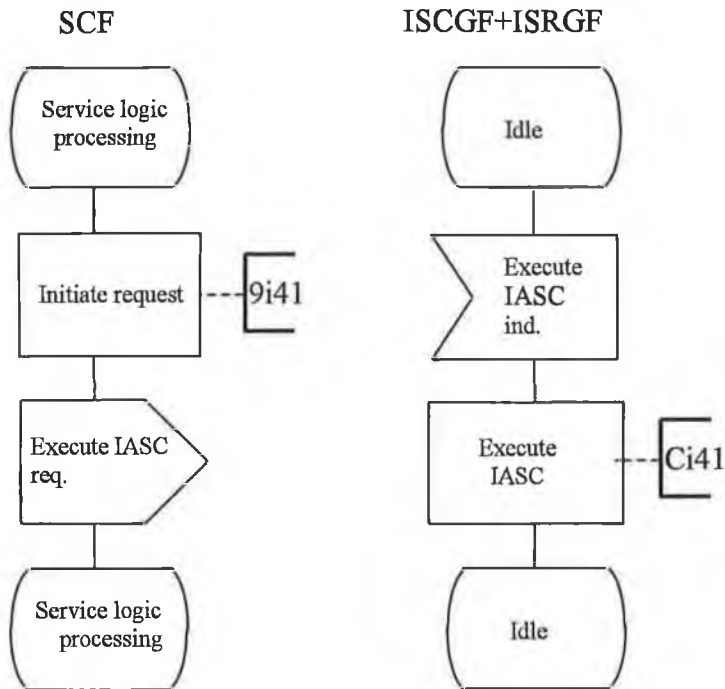 SCF
Service logic
processing
Initiate request
9i41
Execute IASC
req.
Service logic
processing
ISCGF+ISRGF
Idle
Execute
IASC
ind.
Execute
IASC
Ci41
Idle